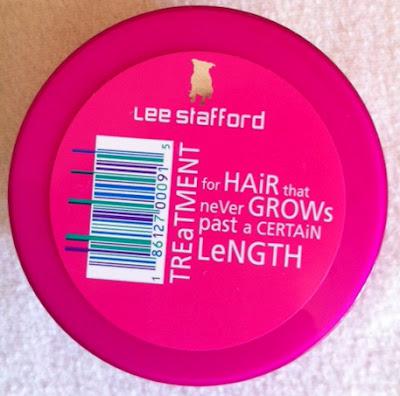 Lee Stafford
TREaTMENT
for HAiR that
neVer GROWs
past a CERTAiN
LeNGTH
1 86127 00091 5